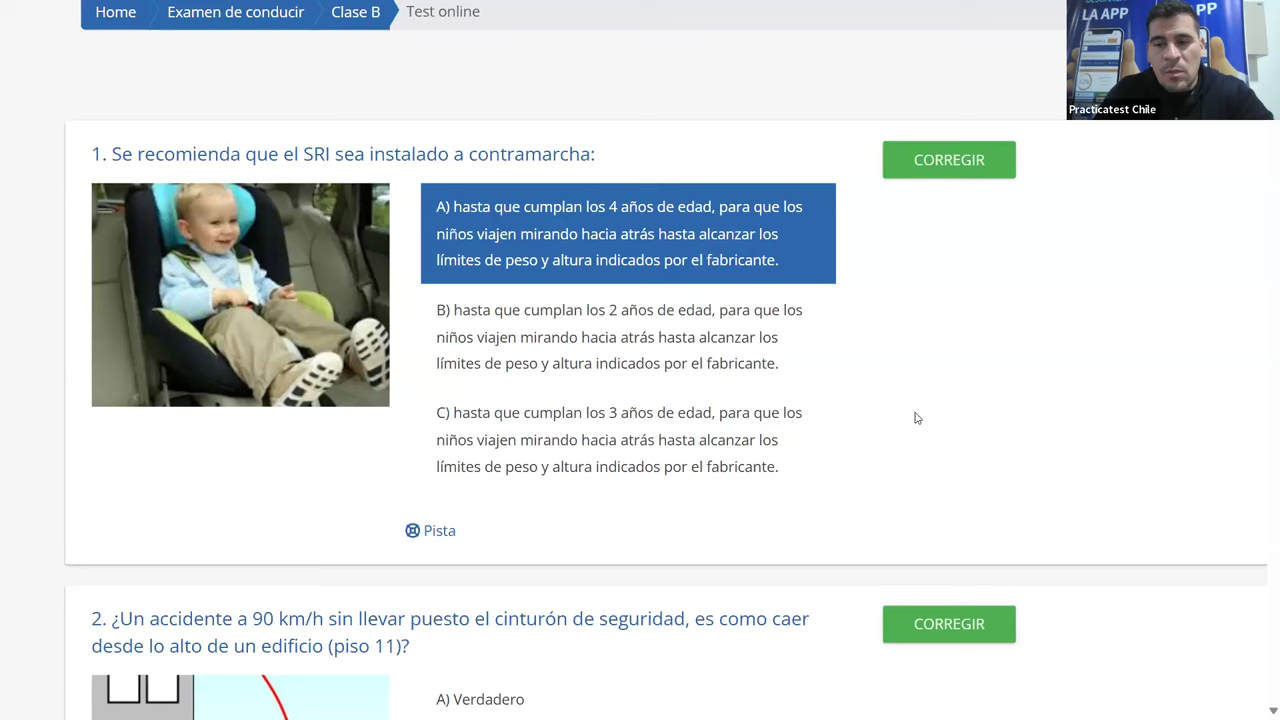 Home
Examen de conducir
Clase B
Test online
LA APP
PP
Practicatest Chile
1. Se recomienda que el SRI sea instalado a contramarcha:
CORREGIR
A) hasta que cumplan los 4 años de edad, para que los
niños viajen mirando hacia atrás hasta alcanzar los
límites de peso y altura indicados por el fabricante.
B) hasta que cumplan los 2 años de edad, para que los
niños viajen mirando hacia atrás hasta alcanzar los
límites de peso y altura indicados por el fabricante.
C) hasta que cumplan los 3 años de edad, para que los
niños viajen mirando hacia atrás hasta alcanzar los
límites de peso y altura indicados por el fabricante.
Pista
2. ¿Un accidente a 90 km/h sin llevar puesto el cinturón de seguridad, es como caer
desde lo alto de un edificio (piso 11)?
CORREGIR
A) Verdadero